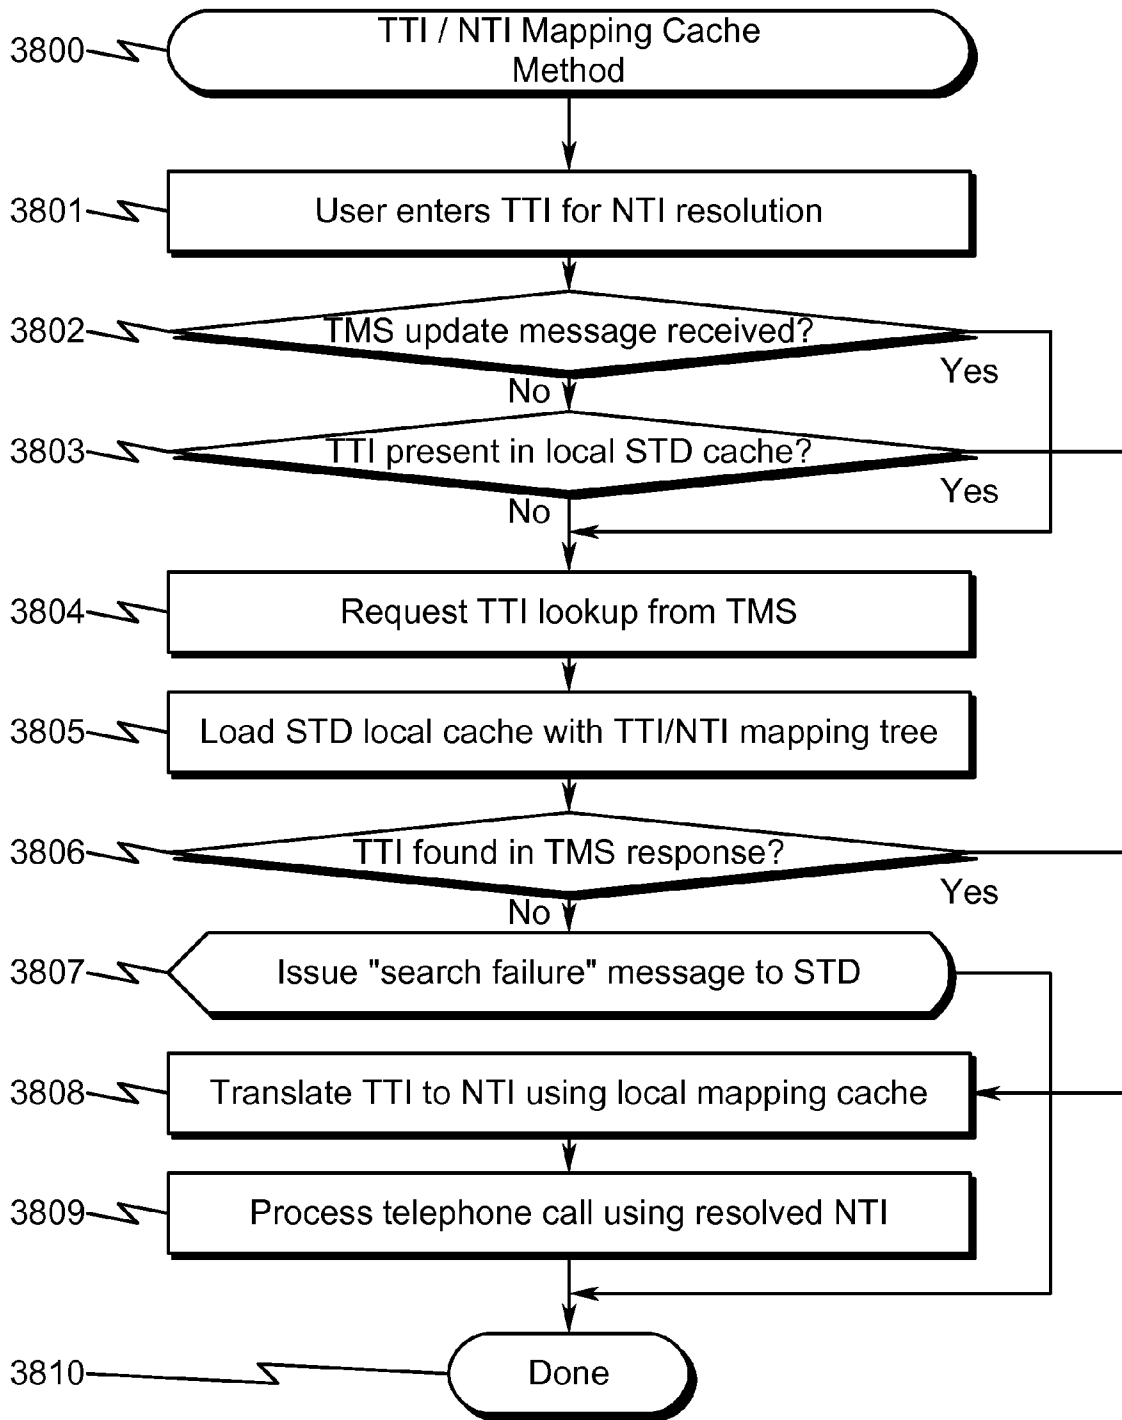 TTI / NTI Mapping Cache
Method
3800
3801
User enters TTI for NTI resolution
3802
TMS update message received?
Yes
No
3803
TTI present in local STD cache?
Yes
No
3804
Request TTI lookup from TMS
3805
Load STD local cache with TTI/NTI mapping tree
3806
TTI found in TMS response?
Yes
No
3807
Issue "search failure" message to STD
3808
Translate TTI to NTI using local mapping cache
3809
Process telephone call using resolved NTI
3810
Done